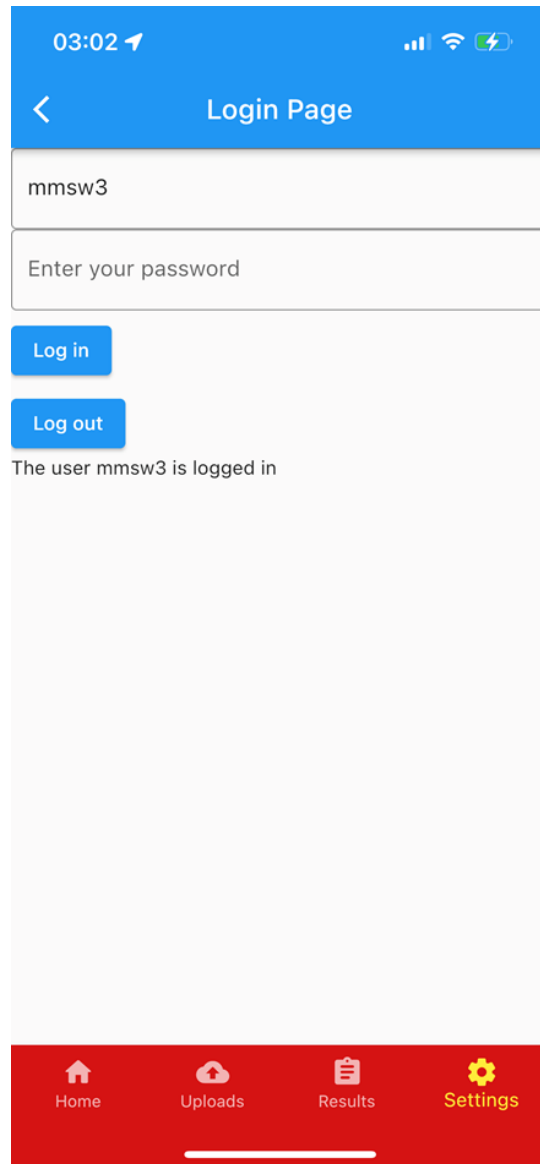 03:02
Login Page
mmsw3
Enter your password
Log in
Log out
The user mmsw3 is logged in
Home Uploads Results Settings